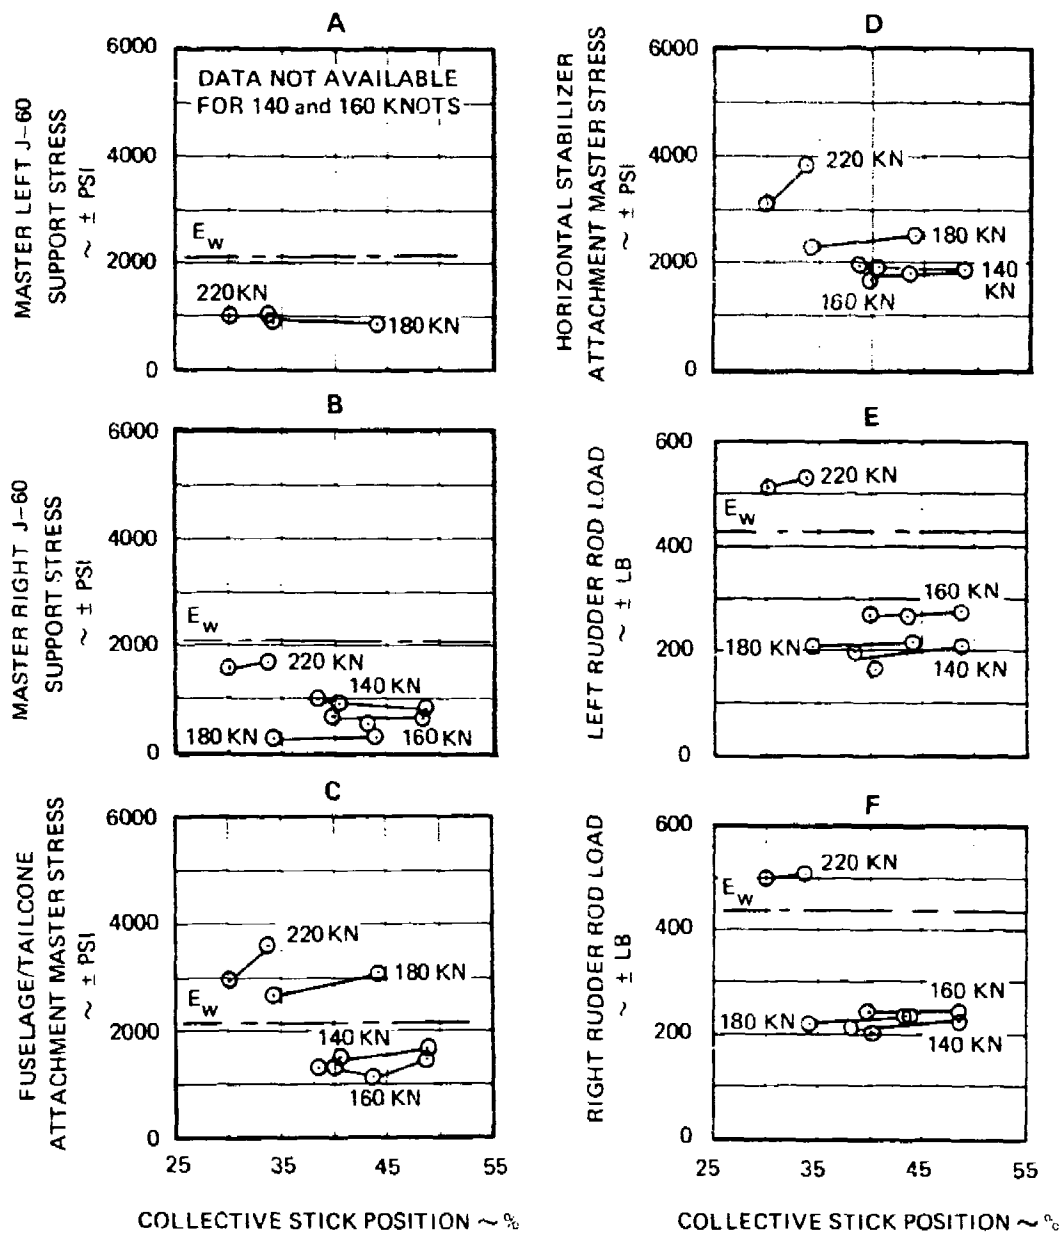 A
MASTER LEFT J-60
SUPPORT STRESS
~ ± PSI
6000
4000
2000
0
DATA NOT AVAILABLE
FOR 140 and 160 KNOTS
E_W
220KN
180 KN
B
MASTER RIGHT J-60
SUPPORT STRESS
~ ± PSI
6000
4000
2000
0
E_W
220 KN
140 KN
180 KN
160 KN
C
FUSELAGE/TAILCONE
ATTACHMENT MASTER STRESS
~ ± PSI
6000
4000
2000
0
220 KN
180 KN
E_W
140 KN
160 KN
25
35
45
55
COLLECTIVE STICK POSITION ~ %
D
HORIZONTAL STABILIZER
ATTACHMENT MASTER STRESS
~ ± PSI
6000
4000
2000
0
220 KN
180 KN
140
KN
160 KN
E
LEFT RUDDER ROD LOAD
~ ± LB
600
400
200
0
220 KN
E_W
160 KN
180 KN
140 KN
F
RIGHT RUDDER ROD LOAD
~ ± LB
600
400
200
0
220 KN
E_W
160 KN
180 KN
140 KN
25
35
45
55
COLLECTIVE STICK POSITION ~ %